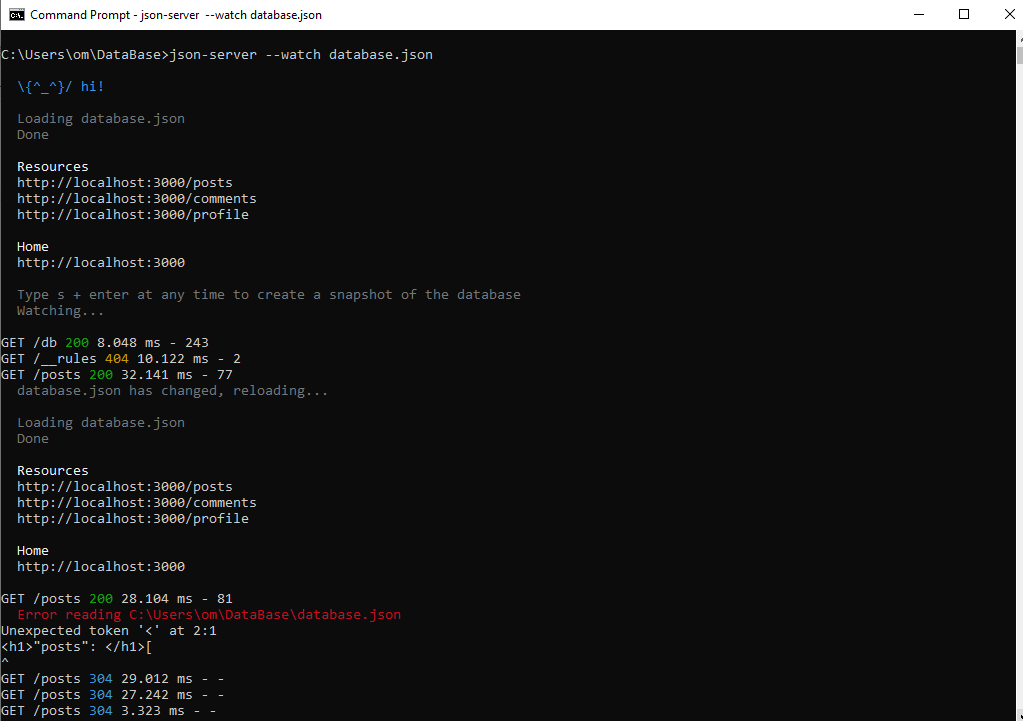 Command Prompt - json-server --watch database.json
C:\Users\om\DataBase>json-server --watch database.json
\{^_^}/ hi!
Loading database.json
Done
Resources
http://localhost:3000/posts
http://localhost:3000/comments
http://localhost:3000/profile
Home
http://localhost:3000
Type s + enter at any time to create a snapshot of the database
Watching...
GET /db 200 8.048 ms - 243
GET /__rules 404 10.122 ms - 2
GET /posts 200 32.141 ms - 77
database.json has changed, reloading...
Loading database.json
Done
Resources
http://localhost:3000/posts
http://localhost:3000/comments
http://localhost:3000/profile
Home
http://localhost:3000
GET /posts 200 28.104 ms - 81
Error reading C:\Users\om\DataBase\database.json
Unexpected token '<' at 2:1
<h1>"posts": </h1>[
^
GET /posts 304 29.012 ms - -
GET /posts 304 27.242 ms - -
GET /posts 304 3.323 ms - -